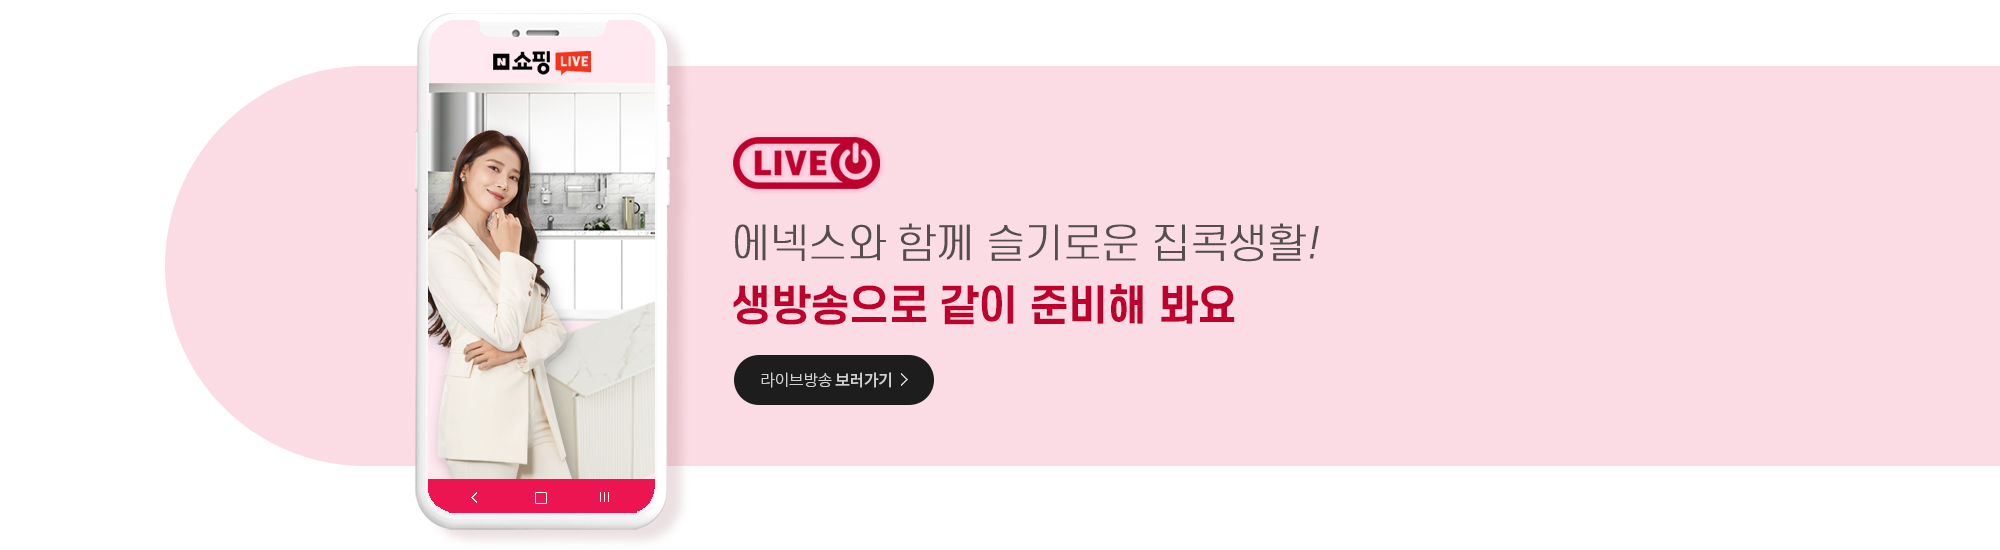 N 쇼핑 LIVE
LIVE
에넥스와 함께 슬기로운 집콕생활!
생방송으로 같이 준비해 봐요
라이브방송 보러가기 >